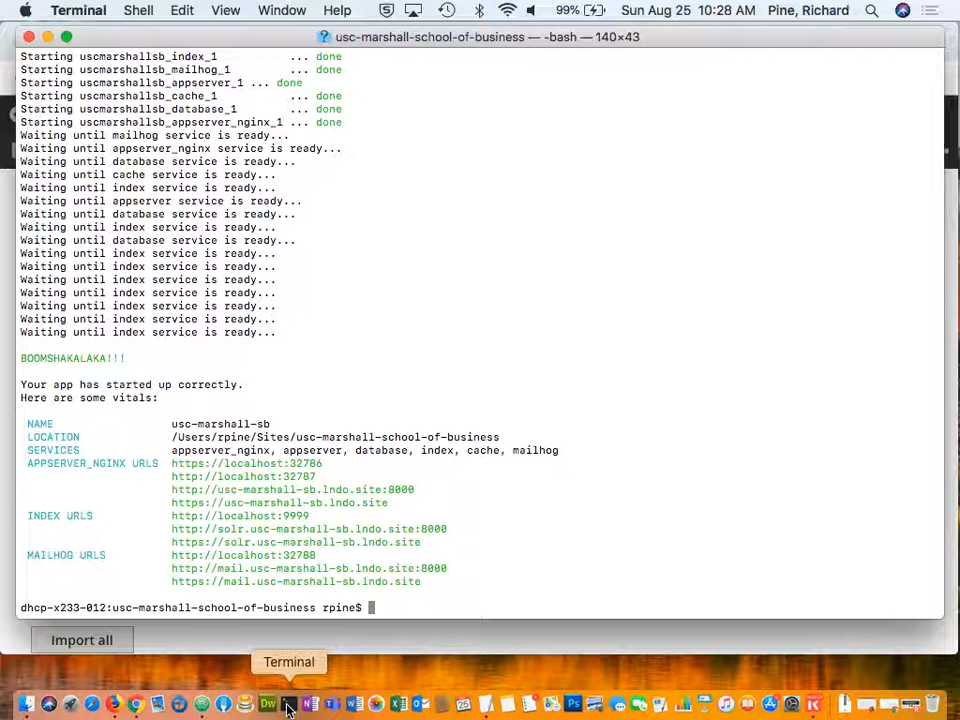 Terminal Shell Edit View Window Help 99% Sun Aug 25 10:28 AM Pine, Richard
usc-marshall-school-of-business — -bash — 140×43
Starting uscmarshallsb_index_1 ... done
Starting uscmarshallsb_mailhog_1 ... done
Starting uscmarshallsb_appserver_1 ... done
Starting uscmarshallsb_cache_1 ... done
Starting uscmarshallsb_database_1 ... done
Starting uscmarshallsb_appserver_nginx_1 ... done
Waiting until mailhog service is ready...
Waiting until appserver_nginx service is ready...
Waiting until database service is ready...
Waiting until cache service is ready...
Waiting until index service is ready...
Waiting until appserver service is ready...
Waiting until database service is ready...
Waiting until index service is ready...
Waiting until database service is ready...
Waiting until index service is ready...
Waiting until index service is ready...
Waiting until index service is ready...
Waiting until index service is ready...
Waiting until index service is ready...
Waiting until index service is ready...
Waiting until index service is ready...
BOOMSHAKALAKA!!!
Your app has started up correctly.
Here are some vitals:
NAME usc-marshall-sb
LOCATION /Users/rpine/Sites/usc-marshall-school-of-business
SERVICES appserver_nginx, appserver, database, index, cache, mailhog
APPSERVER_NGINX URLS https://localhost:32786
http://localhost:32787
http://usc-marshall-sb.lndo.site:8000
https://usc-marshall-sb.lndo.site
INDEX URLS http://localhost:9999
http://solr.usc-marshall-sb.lndo.site:8000
https://solr.usc-marshall-sb.lndo.site
MAILHOG URLS http://localhost:32788
http://mail.usc-marshall-sb.lndo.site:8000
https://mail.usc-marshall-sb.lndo.site
dhcp-x233-012:usc-marshall-school-of-business rpine$
Import all
Terminal
Dw
Ps